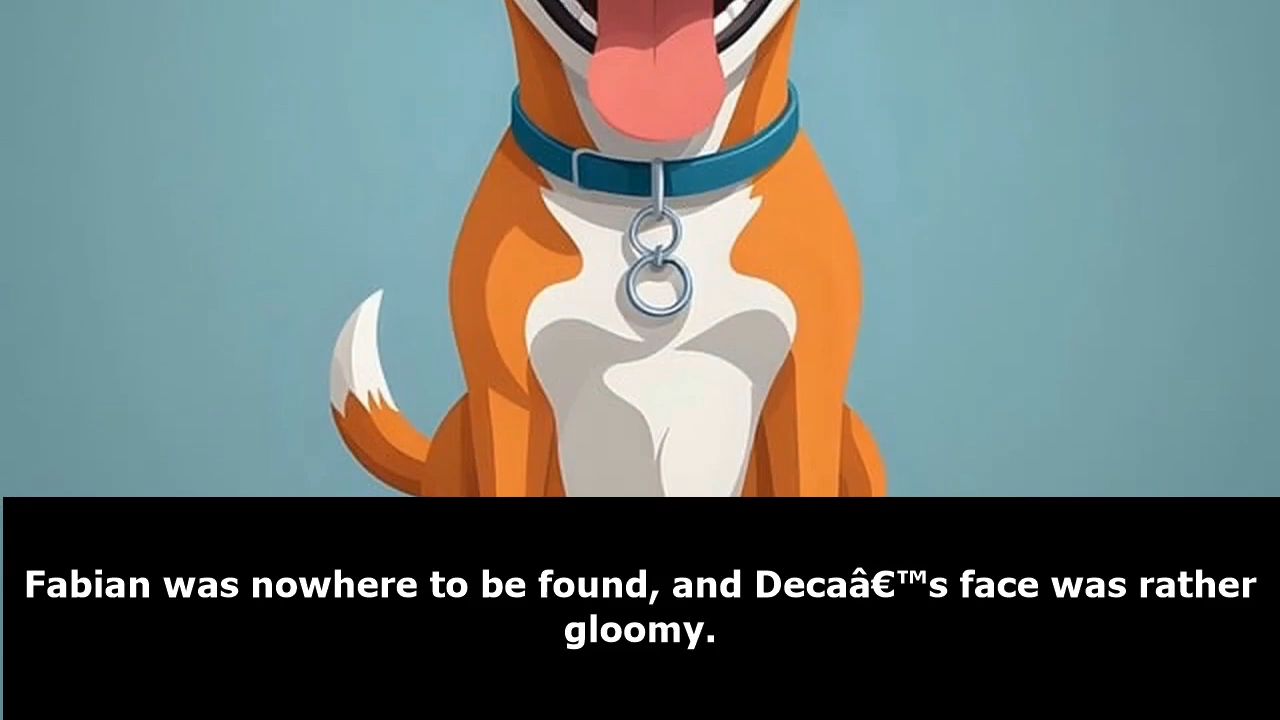 Fabian was nowhere to be found, and Decaâ€™s face was rather
gloomy.